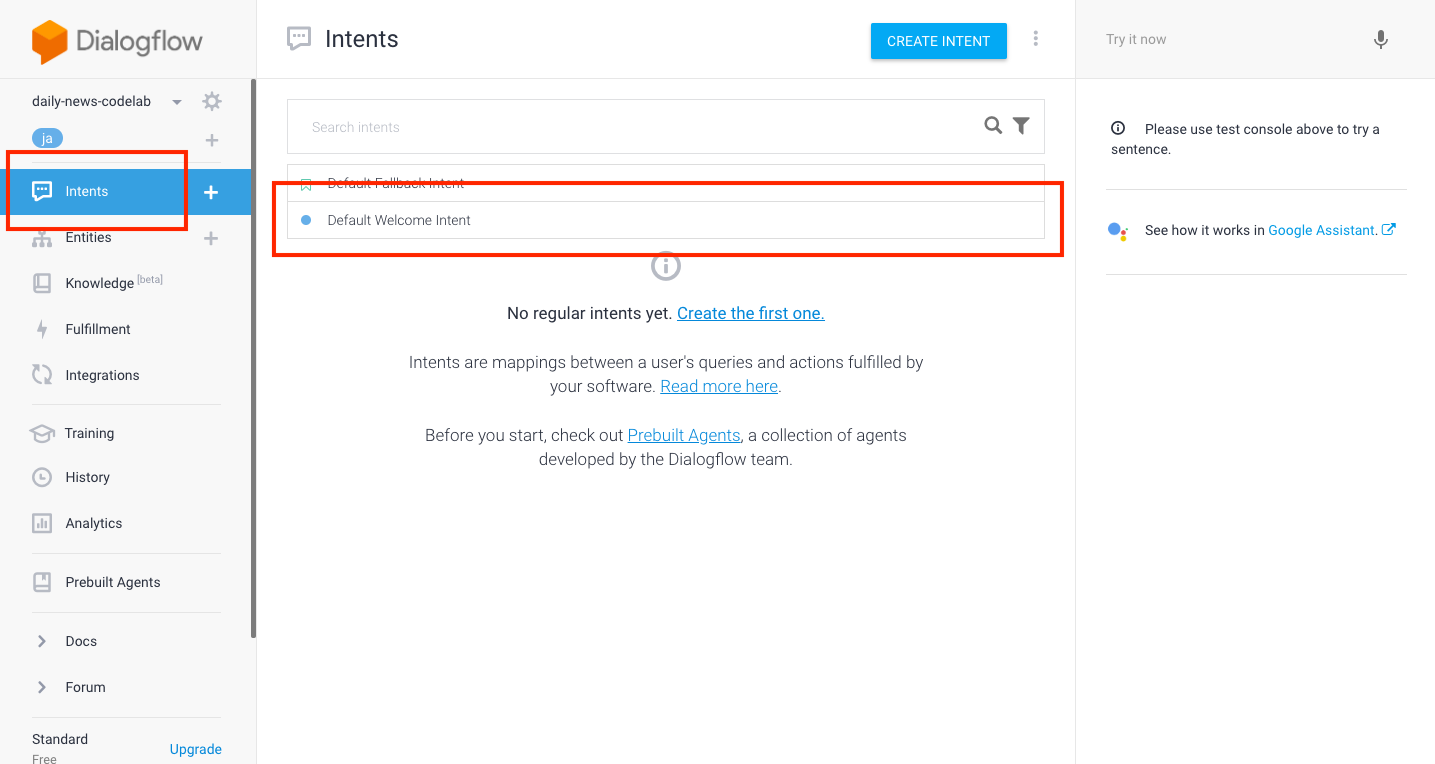 Dialogflow
daily-news-codelab
ja
Intents
Entities
Knowledge [beta]
Fulfillment
Integrations
Training
History
Analytics
Prebuilt Agents
Docs
Forum
Standard
Free
Upgrade
Intents
CREATE INTENT
Search intents
Default Fallback Intent
Default Welcome Intent
No regular intents yet. Create the first one.
Intents are mappings between a user's queries and actions fulfilled by
your software. Read more here.
Before you start, check out Prebuilt Agents, a collection of agents
developed by the Dialogflow team.
Try it now
Please use test console above to try a
sentence.
See how it works in Google Assistant.